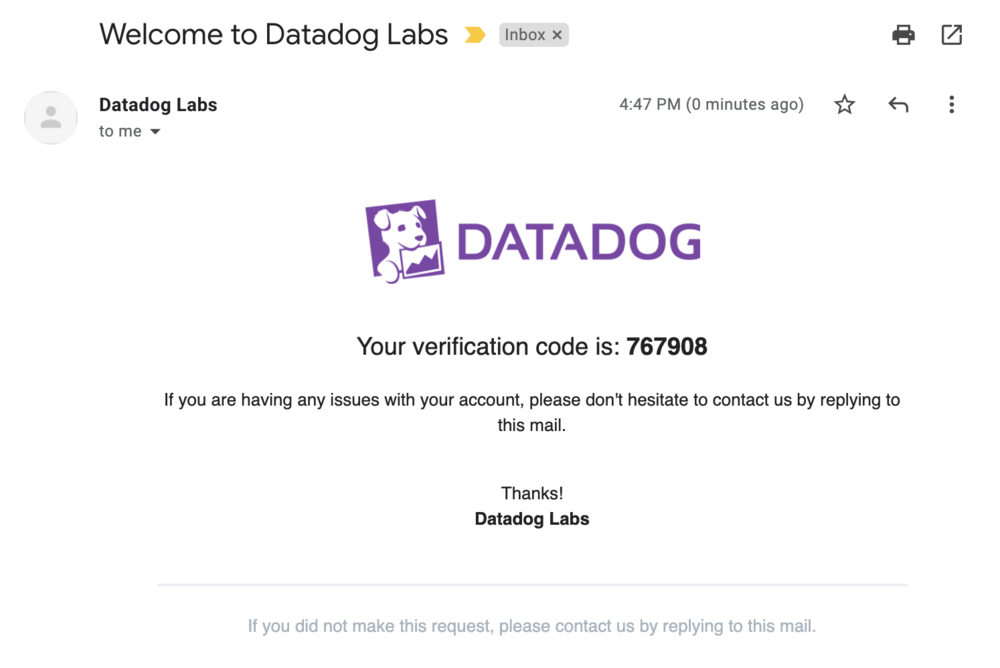 Welcome to Datadog Labs Inbox ×
Datadog Labs 4:47 PM (0 minutes ago)
to me
DATADOG
Your verification code is: 767908
If you are having any issues with your account, please don't hesitate to contact us by replying to
this mail.
Thanks!
Datadog Labs
If you did not make this request, please contact us by replying to this mail.